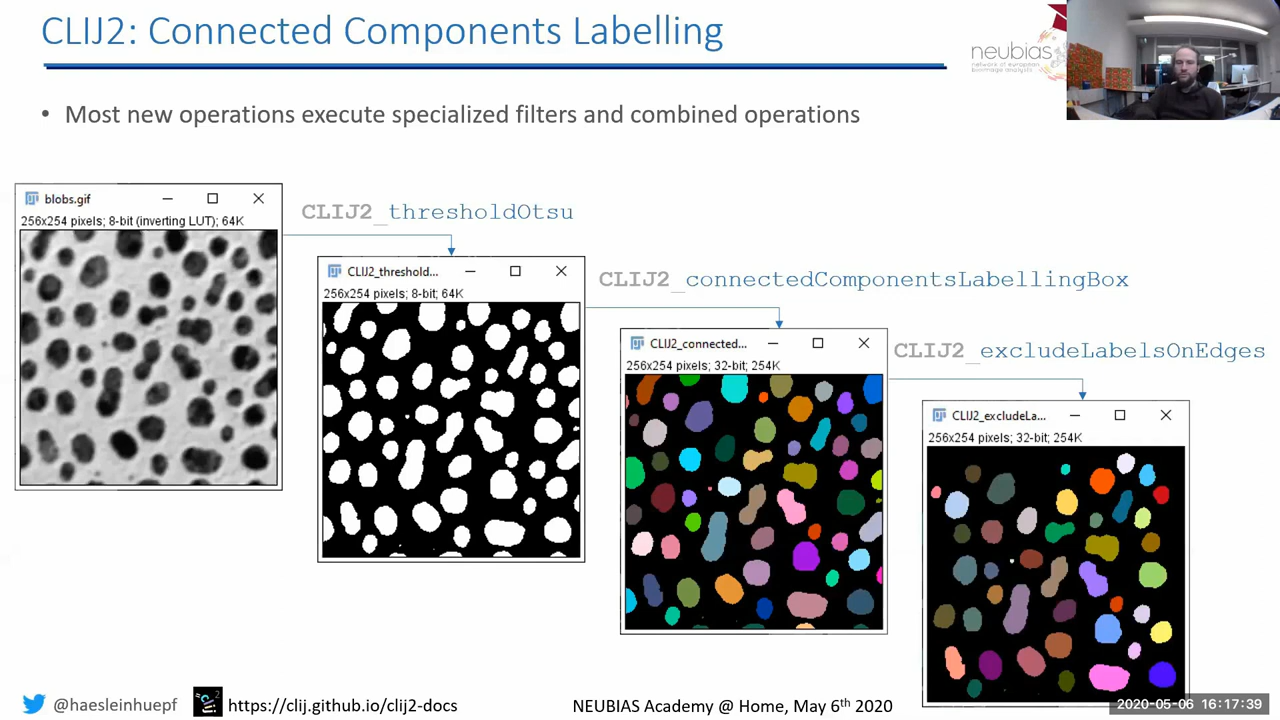 CLIJ2: Connected Components Labelling
neubias
network of european
bioimage analysts
• Most new operations execute specialized filters and combined operations
blobs.gif
256x254 pixels; 8-bit (inverting LUT); 64K
CLIJ2_thresholdOtsu
CLIJ2_threshold...
256x254 pixels; 8-bit; 64K
CLIJ2_connectedComponentsLabellingBox
CLIJ2_connected...
256x254 pixels; 32-bit; 254K
CLIJ2_excludeLabelsOnEdges
CLIJ2_excludeLa...
256x254 pixels; 32-bit; 254K
@haesleinhuepf
https://clij.github.io/clij2-docs
NEUBIAS Academy @ Home, May 6th 2020
2020-05-06 16:17:39